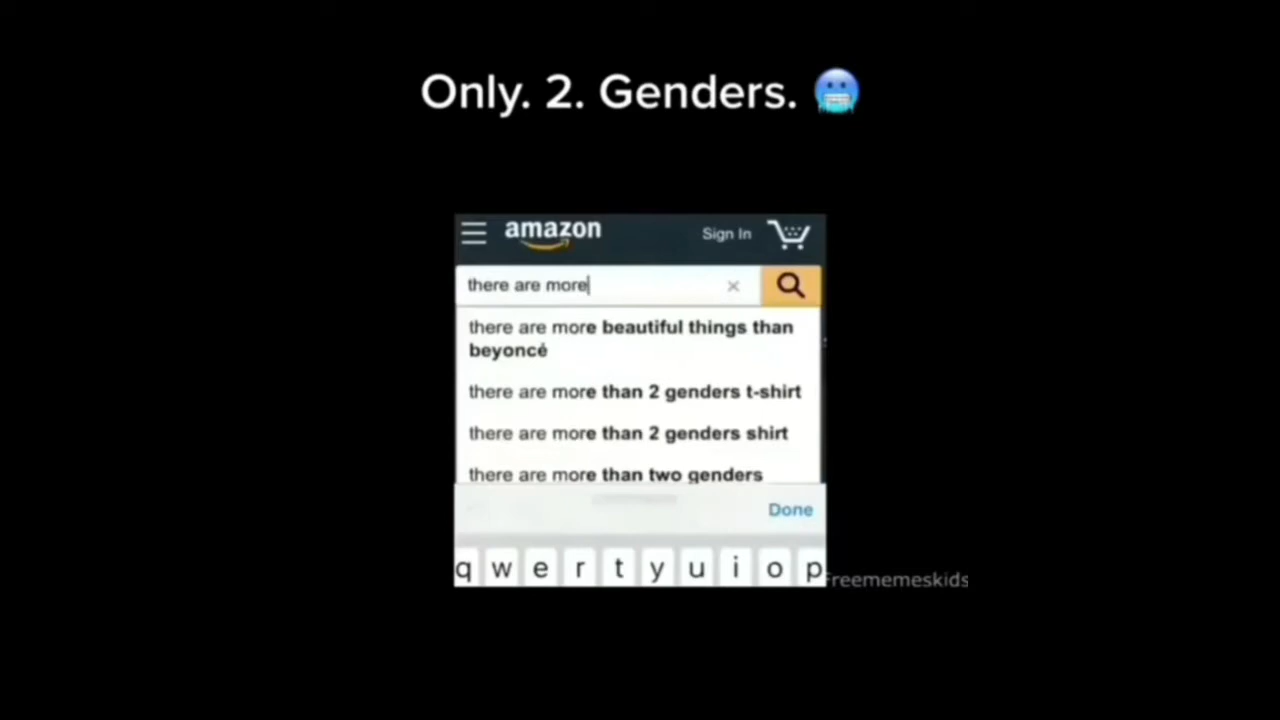 Only. 2. Genders. 🥶
amazon
Sign In
there are more
there are more beautiful things than
beyoncé
there are more than 2 genders t-shirt
there are more than 2 genders shirt
there are more than two genders
Done
q w e r t y u i o p
Freememeskids